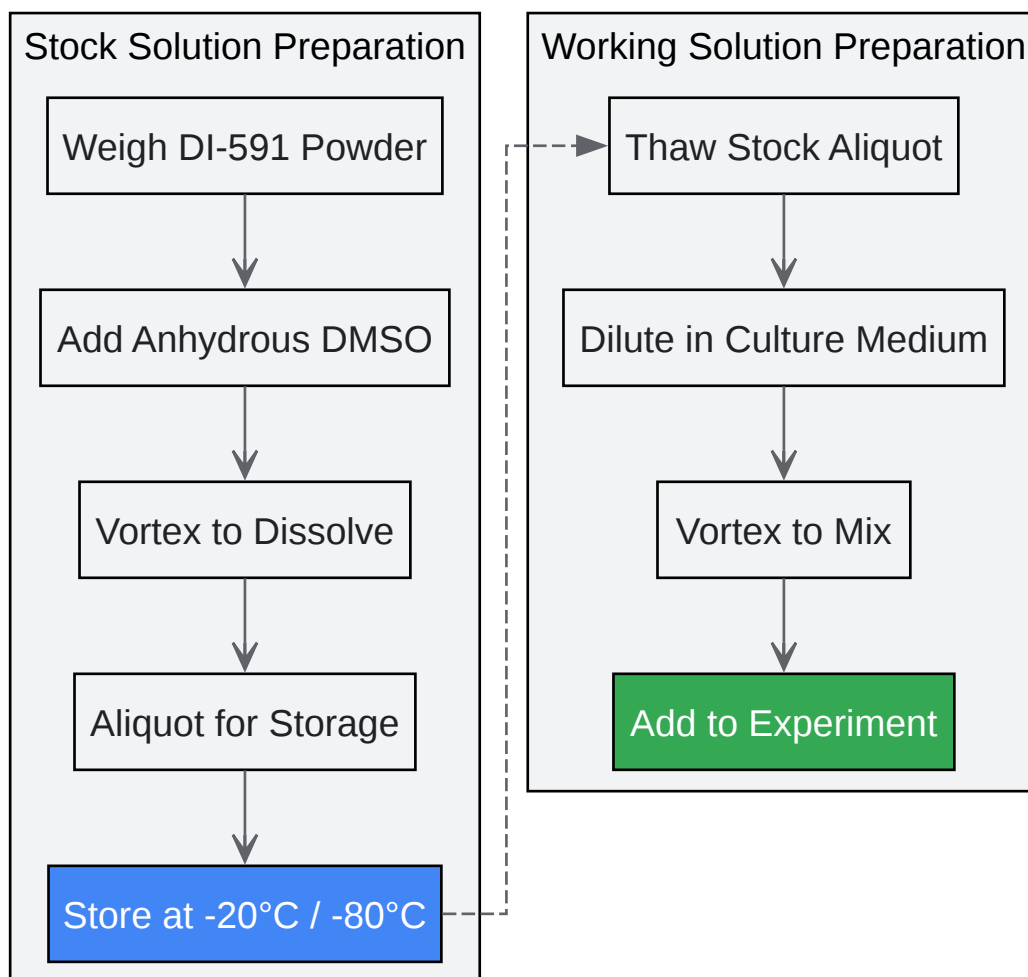 Stock Solution Preparation
Weigh DI-591 Powder
Add Anhydrous DMSO
Vortex to Dissolve
Aliquot for Storage
Store at -20°C / -80°C
Working Solution Preparation
Thaw Stock Aliquot
Dilute in Culture Medium
Vortex to Mix
Add to Experiment